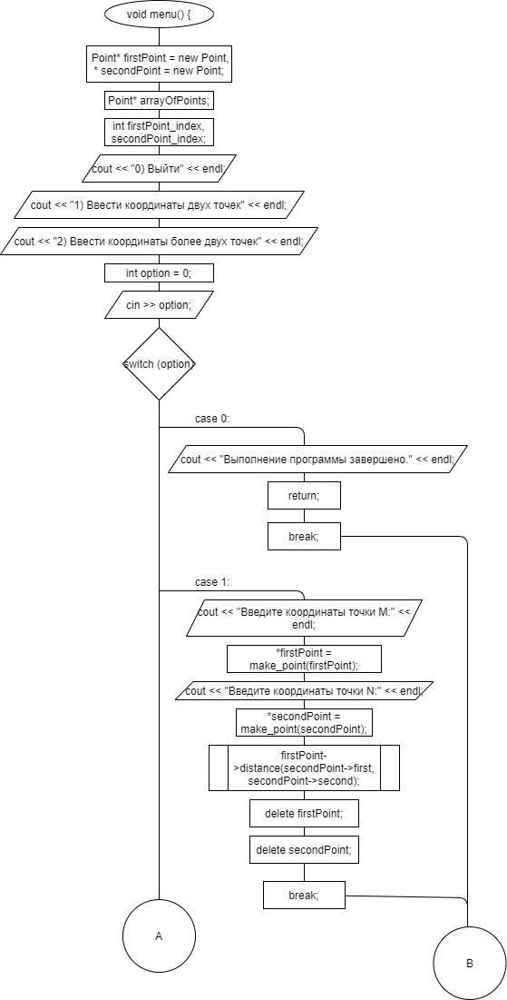 void menu() {
Point* firstPoint = new Point,
* secondPoint = new Point;
Point* arrayOfPoints;
int firstPoint_index,
secondPoint_index;
cout << "0) Выйти" << endl;
cout << "1) Ввести координаты двух точек" << endl;
cout << "2) Ввести координаты более двух точек" << endl;
int option = 0;
cin >> option;
switch (option)
case 0:
cout << "Выполнение программы завершено." << endl;
return;
break;
case 1:
cout << "Введите координаты точки M:" <<
endl;
*firstPoint =
make_point(firstPoint);
cout << "Введите координаты точки N:" << endl;
*secondPoint =
make_point(secondPoint);
firstPoint-
>distance(secondPoint->first,
secondPoint->second);
delete firstPoint;
delete secondPoint;
break;
A
B